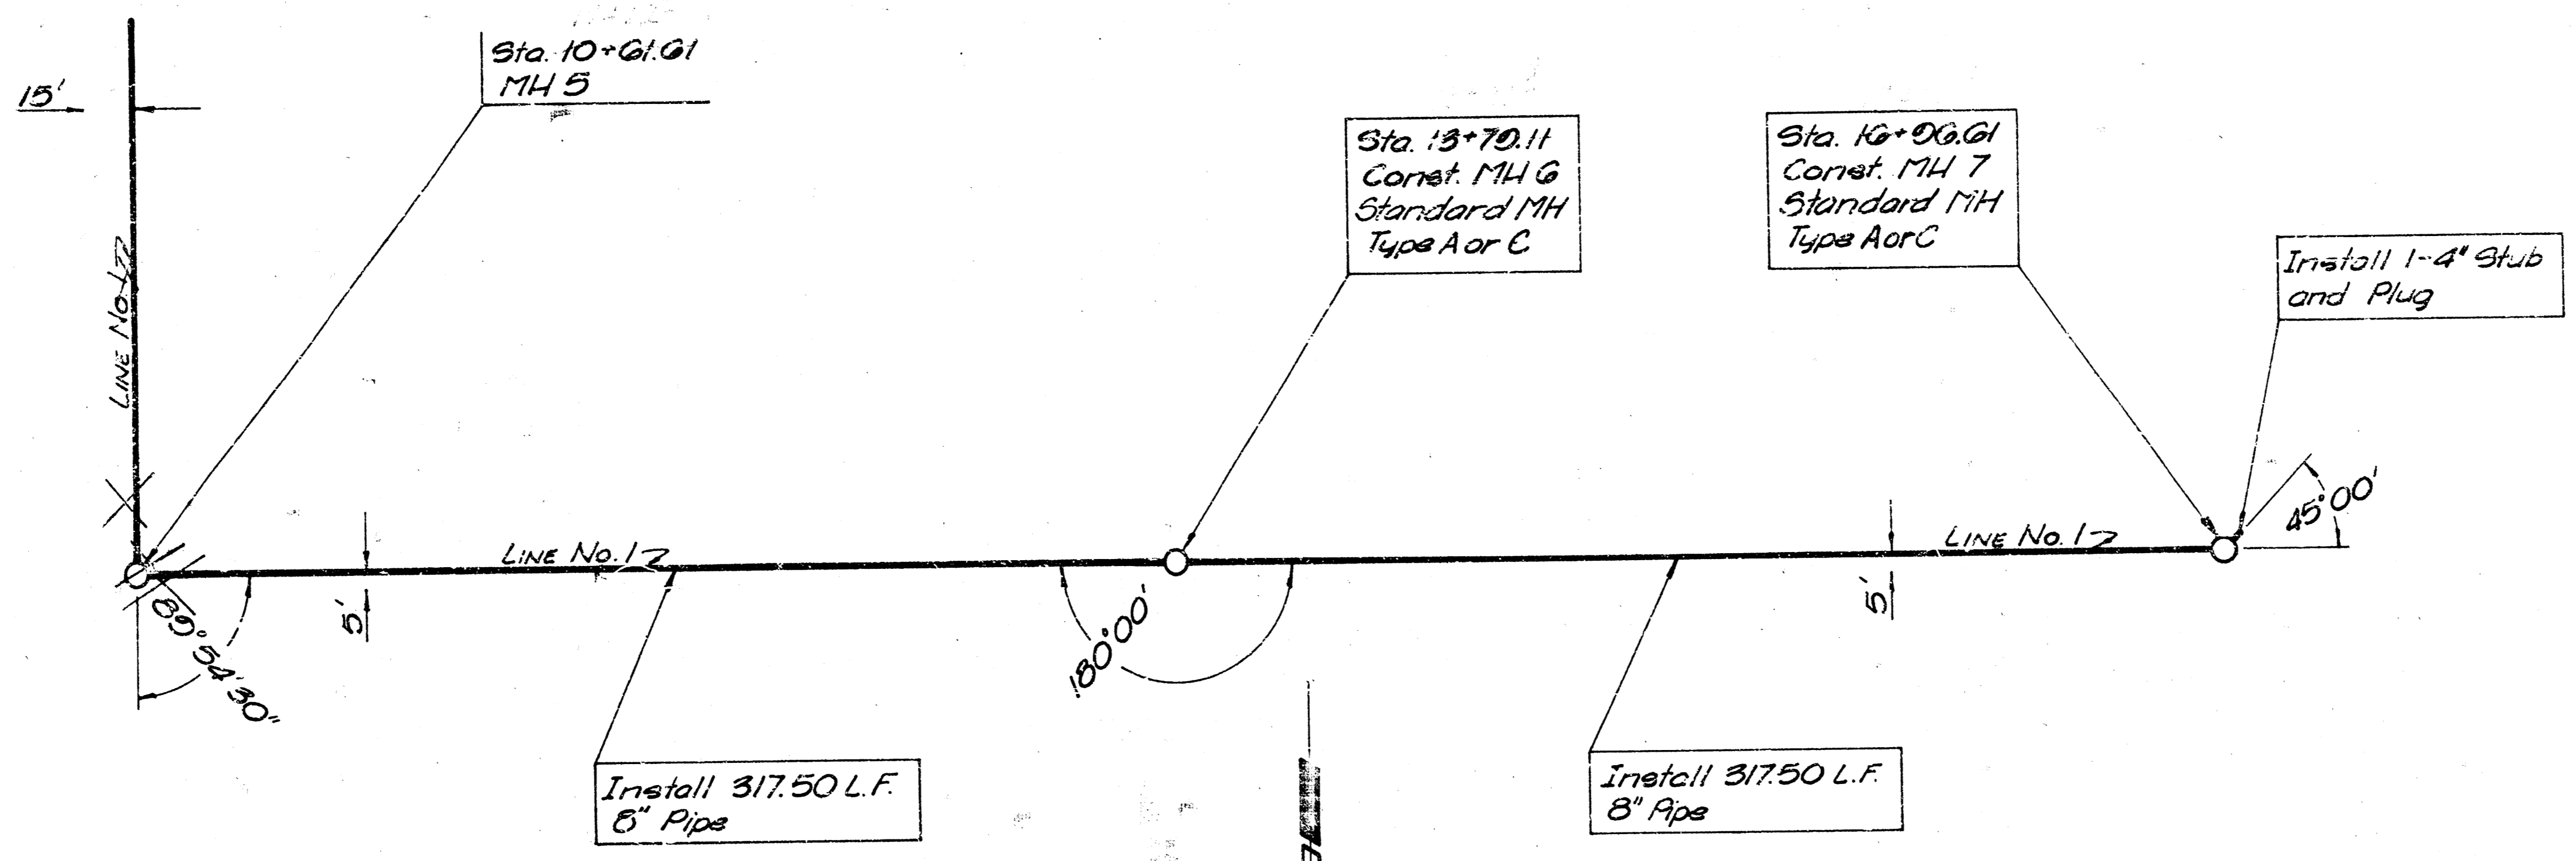 15'
Sta. 10+61.61
MH 5
Sta. 13+79.11
Const. MH 6
Standard MH
Type A or C
Sta. 16+96.61
Const. MH 7
Standard MH
Type A or C
Install 1-4" Stub
and Plug
LINE No. 1
LINE No. 1
LINE No. 1
45°00'
89°54'30"
5'
180°00'
5'
Install 317.50 L.F.
8" Pipe
Install 317.50 L.F.
8" Pipe